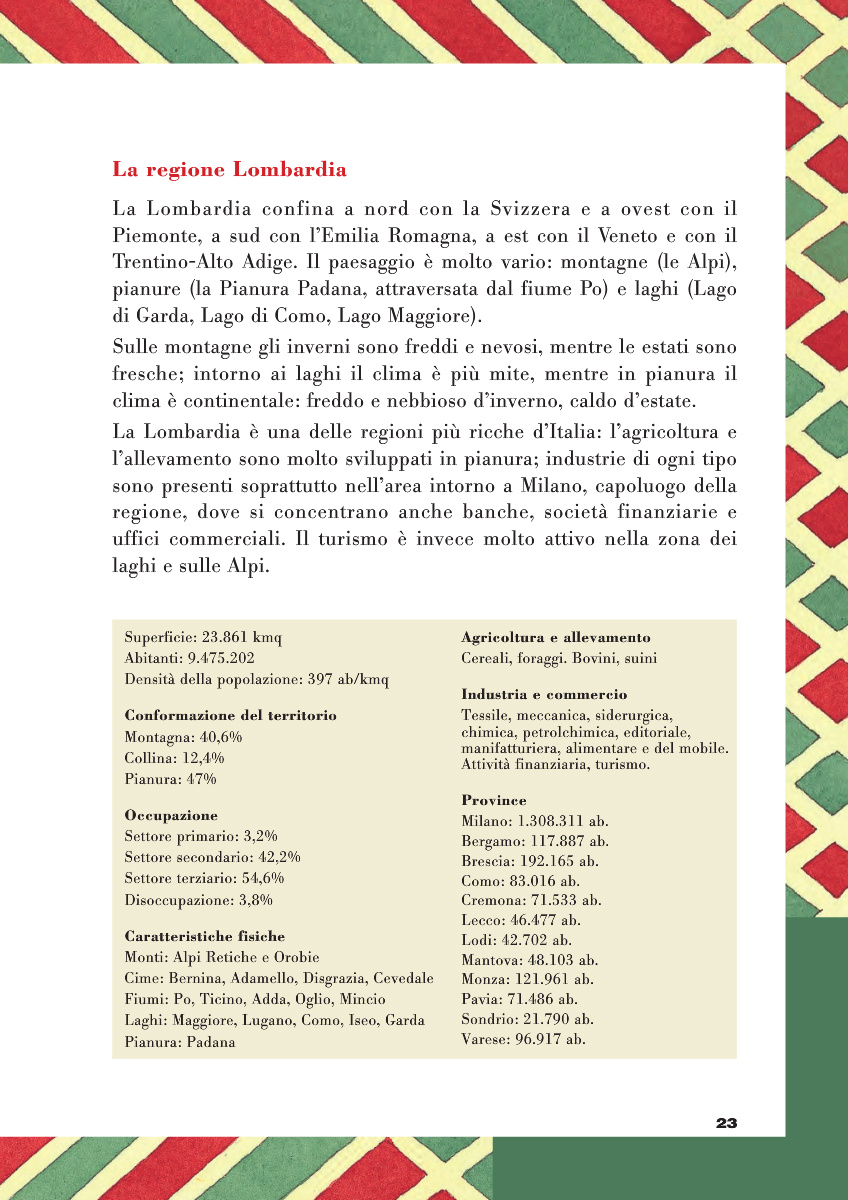 La regione Lombardia
La Lombardia confina a nord con la Svizzera e a ovest con il
Piemonte, a sud con l'Emilia Romagna, a est con il Veneto e con il
Trentino-Alto Adige. Il paesaggio è molto vario: montagne (le Alpi),
pianure (la Pianura Padana, attraversata dal fiume Po) e laghi (Lago
di Garda, Lago di Como, Lago Maggiore).
Sulle montagne gli inverni sono freddi e nevosi, mentre le estati sono
fresche; intorno ai laghi il clima è più mite, mentre in pianura il
clima è continentale: freddo e nebbioso d'inverno, caldo d'estate.
La Lombardia è una delle regioni più ricche d'Italia: l'agricoltura e
l'allevamento sono molto sviluppati in pianura; industrie di ogni tipo
sono presenti soprattutto nell'area intorno a Milano, capoluogo della
regione, dove si concentrano anche banche, società finanziarie e
uffici commerciali. Il turismo è invece molto attivo nella zona dei
laghi e sulle Alpi.
Superficie: 23.861 kmq
Abitanti: 9.475.202
Densità della popolazione: 397 ab/kmq
Conformazione del territorio
Montagna: 40,6%
Collina: 12,4%
Pianura: 47%
Occupazione
Settore primario: 3,2%
Settore secondario: 42,2%
Settore terziario: 54,6%
Disoccupazione: 3,8%
Caratteristiche fisiche
Monti: Alpi Retiche e Orobie
Cime: Bernina, Adamello, Disgrazia, Cevedale
Fiumi: Po, Ticino, Adda, Oglio, Mincio
Laghi: Maggiore, Lugano, Como, Iseo, Garda
Pianura: Padana
Agricoltura e allevamento
Cereali, foraggi. Bovini, suini
Industria e commercio
Tessile, meccanica, siderurgica,
chimica, petrolchimica, editoriale,
manifatturiera, alimentare e del mobile.
Attività finanziaria, turismo.
Province
Milano: 1.308.311 ab.
Bergamo: 117.887 ab.
Brescia: 192.165 ab.
Como: 83.016 ab.
Cremona: 71.533 ab.
Lecco: 46.477 ab.
Lodi: 42.702 ab.
Mantova: 48.103 ab.
Monza: 121.961 ab.
Pavia: 71.486 ab.
Sondrio: 21.790 ab.
Varese: 96.917 ab.
23